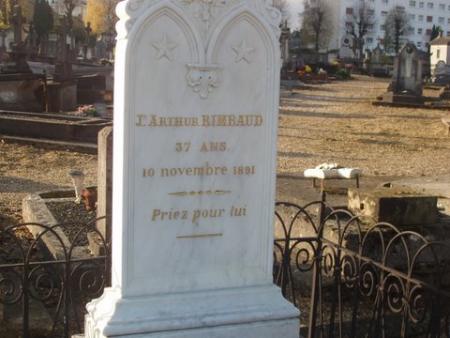 J. ARTHUR RIMBAUD
37 ANS.
10 novembre 1891
Priez pour lui